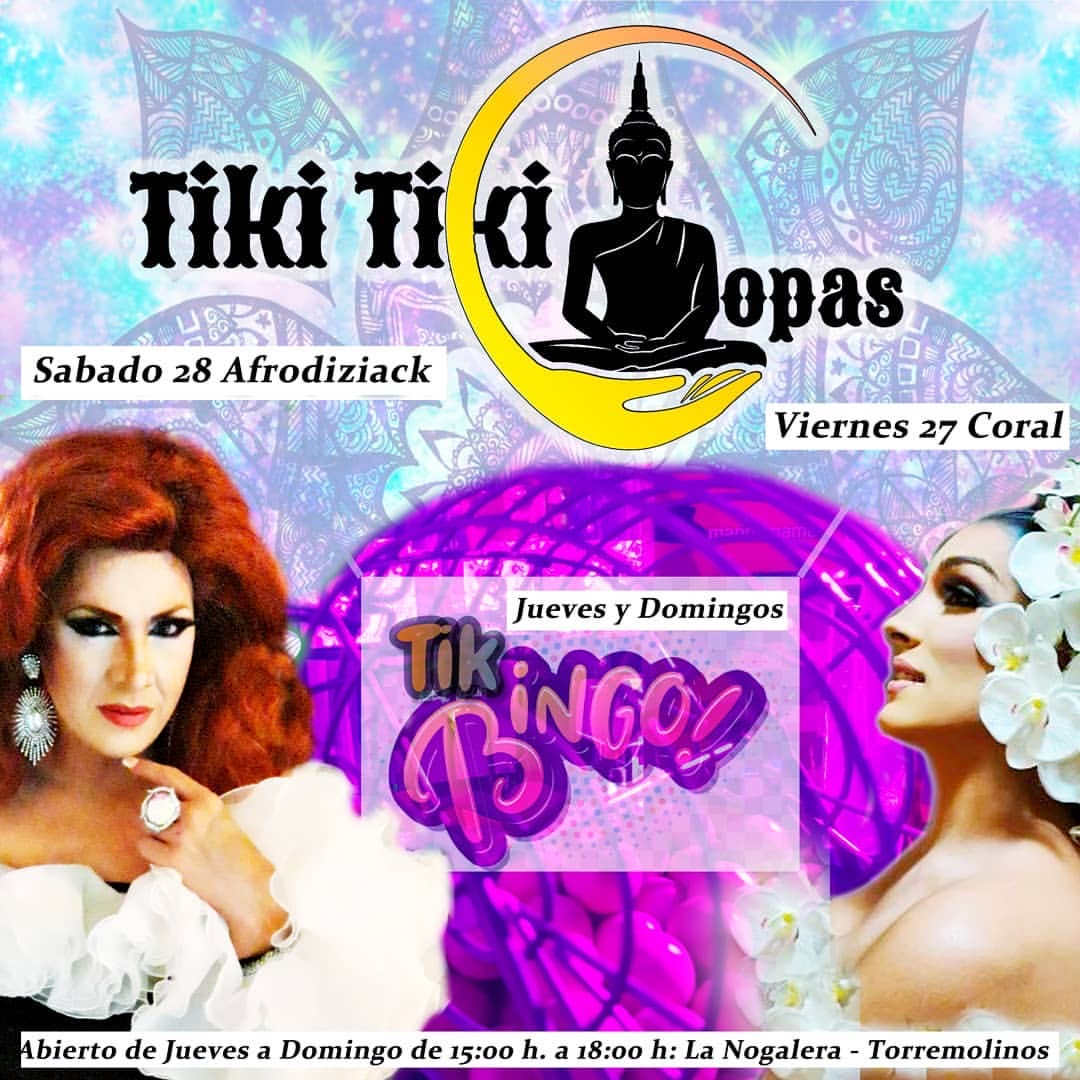 Tiki Tiki Copas
Sabado 28 Afrodiziack
Viernes 27 Coral
Jueves y Domingos
Tik
BiNGO!
Abierto de Jueves a Domingo de 15:00 h. a 18:00 h: La Nogalera - Torremolinos